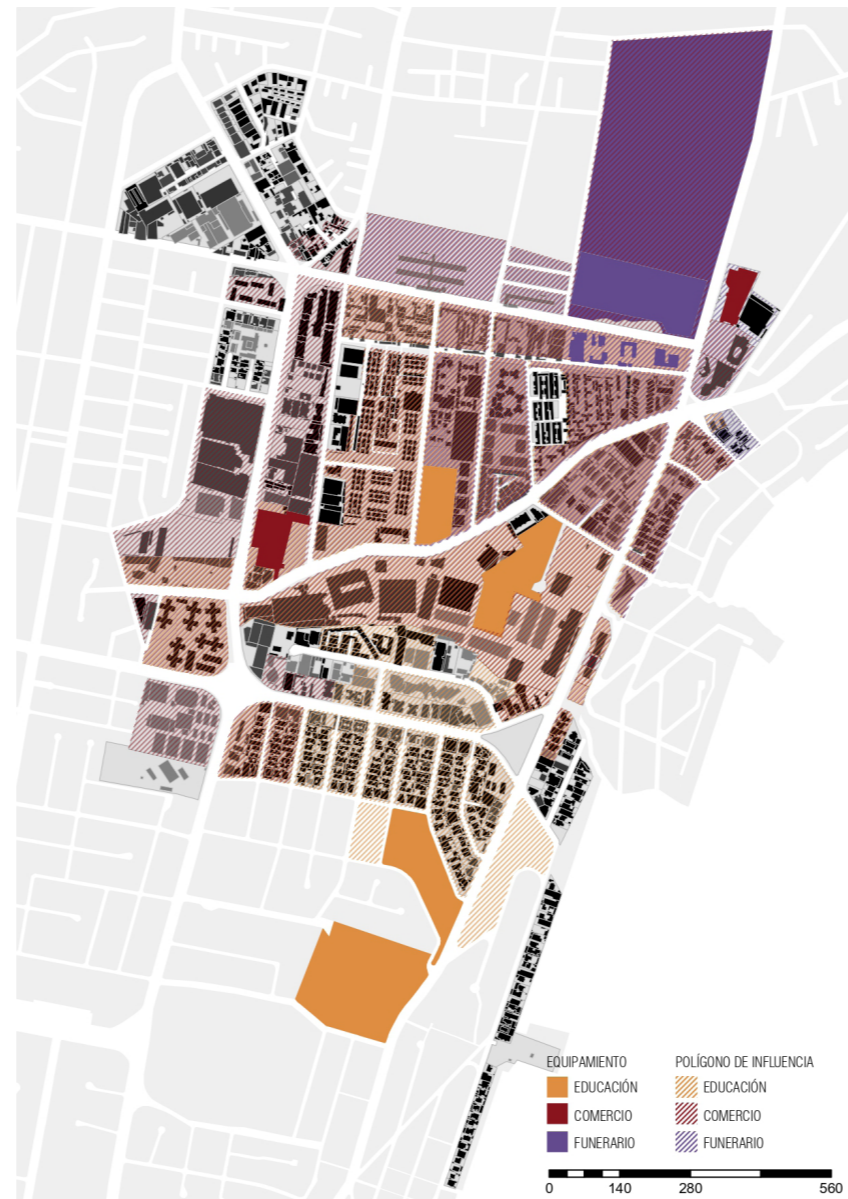 EQUIPAMIENTO
EDUCACIÓN
COMERCIO
FUNERARIO
POLÍGONO DE INFLUENCIA
EDUCACIÓN
COMERCIO
FUNERARIO
0 140 280 560